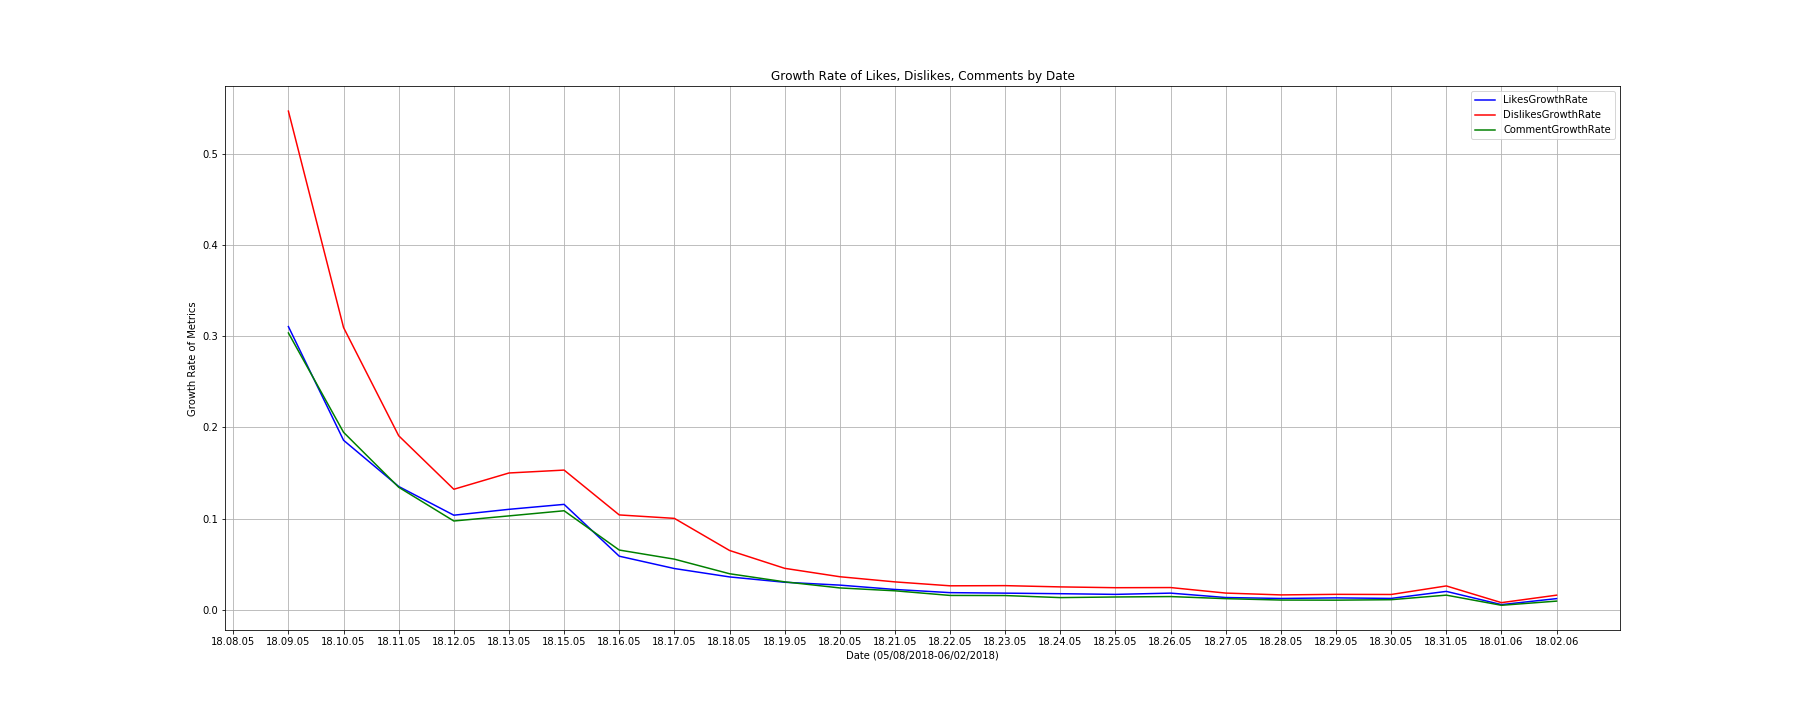 Growth Rate of Likes, Dislikes, Comments by Date
LikesGrowthRate
DislikesGrowthRate
CommentGrowthRate
0.5
0.4
0.3
0.2
0.1
0.0
Growth Rate of Metrics
18.08.05 18.09.05 18.10.05 18.11.05 18.12.05 18.13.05 18.15.05 18.16.05 18.17.05 18.18.05 18.19.05 18.20.05 18.21.05 18.22.05 18.23.05 18.24.05 18.25.05 18.26.05 18.27.05 18.28.05 18.29.05 18.30.05 18.31.05 18.01.06 18.02.06
Date (05/08/2018-06/02/2018)